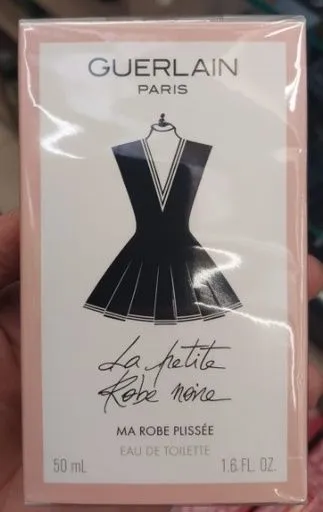 GUERLAIN
PARIS
La petite
Robe noire
MA ROBE PLISSÉE
EAU DE TOILETTE
50 mL 1.6 FL. OZ.